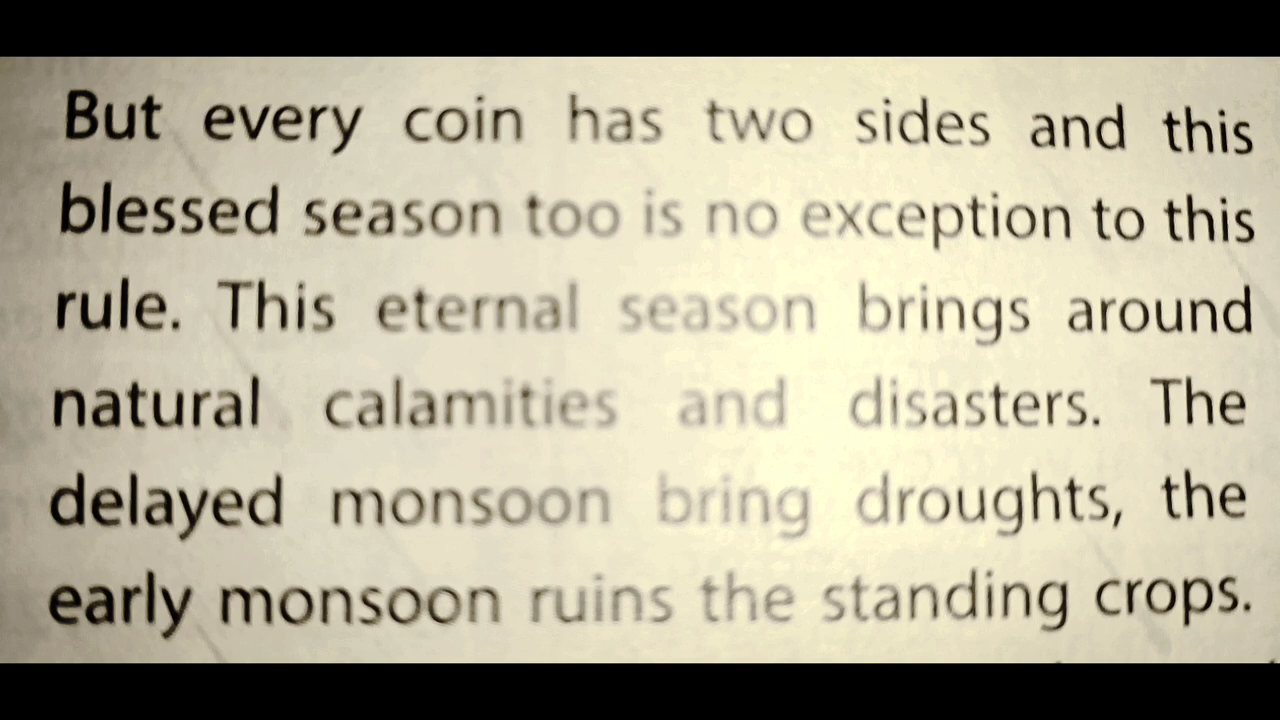 But every coin has two sides and this
blessed season too is no exception to this
rule. This eternal season brings around
natural calamities and disasters. The
delayed monsoon bring droughts, the
early monsoon ruins the standing crops.